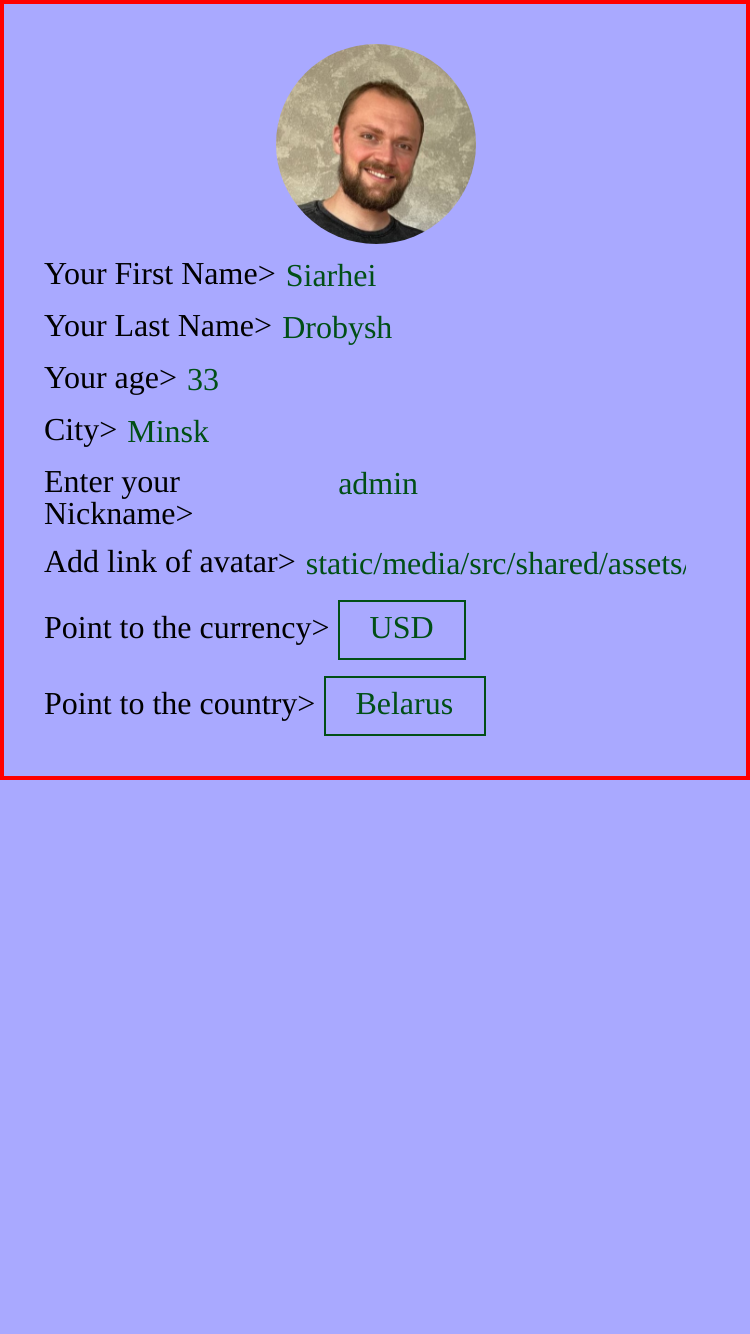 Your First Name> Siarhei
Your Last Name> Drobysh
Your age> 33
City> Minsk
Enter your admin
Nickname>
Add link of avatar> static/media/src/shared/assets/
Point to the currency> USD
Point to the country> Belarus